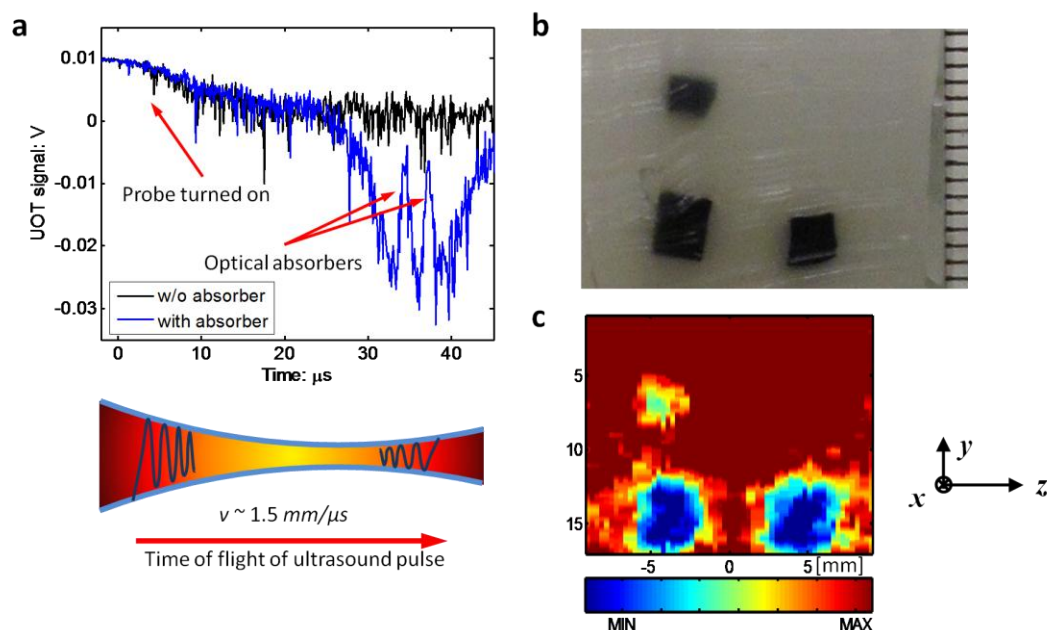 a
0.01
0
-0.01
-0.02
-0.03
UOT signal: V
Probe turned on
Optical absorbers
w/o absorber
with absorber
0
10
20
30
40
Time: μs
v ~ 1.5 mm/μs
Time of flight of ultrasound pulse
b
c
5
10
15
-5
0
5
[mm]
MIN
MAX
y
x
z